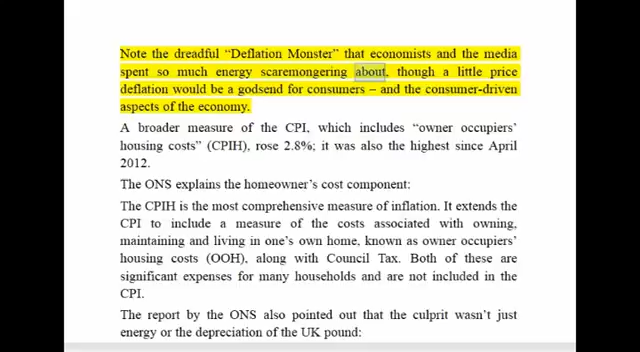 Note the dreadful “Deflation Monster” that economists and the media
spent so much energy scaremongering about, though a little price
deflation would be a godsend for consumers – and the consumer-driven
aspects of the economy.
A broader measure of the CPI, which includes “owner occupiers’
housing costs” (CPIH), rose 2.8%; it was also the highest since April
2012.
The ONS explains the homeowner’s cost component:
The CPIH is the most comprehensive measure of inflation. It extends the
CPI to include a measure of the costs associated with owning,
maintaining and living in one’s own home, known as owner occupiers’
housing costs (OOH), along with Council Tax. Both of these are
significant expenses for many households and are not included in the
CPI.
The report by the ONS also pointed out that the culprit wasn’t just
energy or the depreciation of the UK pound: